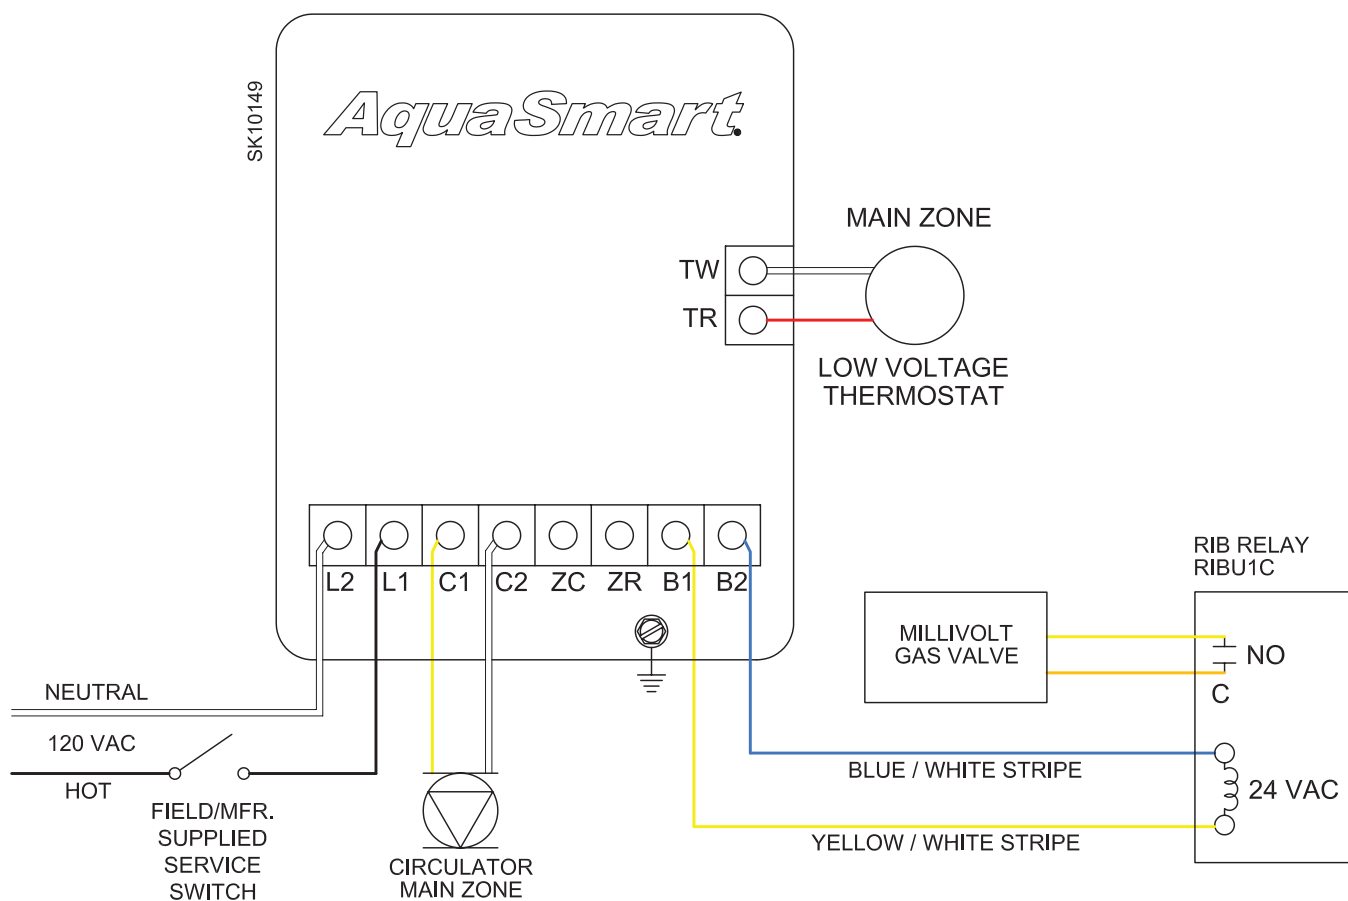 SK10149
AquaSmart
MAIN ZONE
TW
TR
LOW VOLTAGE
THERMOSTAT
L2 L1 C1 C2 ZC ZR B1 B2
RIB RELAY
RIBU1C
MILLIVOLT
GAS VALVE
NO
C
NEUTRAL
120 VAC
HOT
FIELD/MFR.
SUPPLIED
SERVICE
SWITCH
CIRCULATOR
MAIN ZONE
BLUE / WHITE STRIPE
24 VAC
YELLOW / WHITE STRIPE